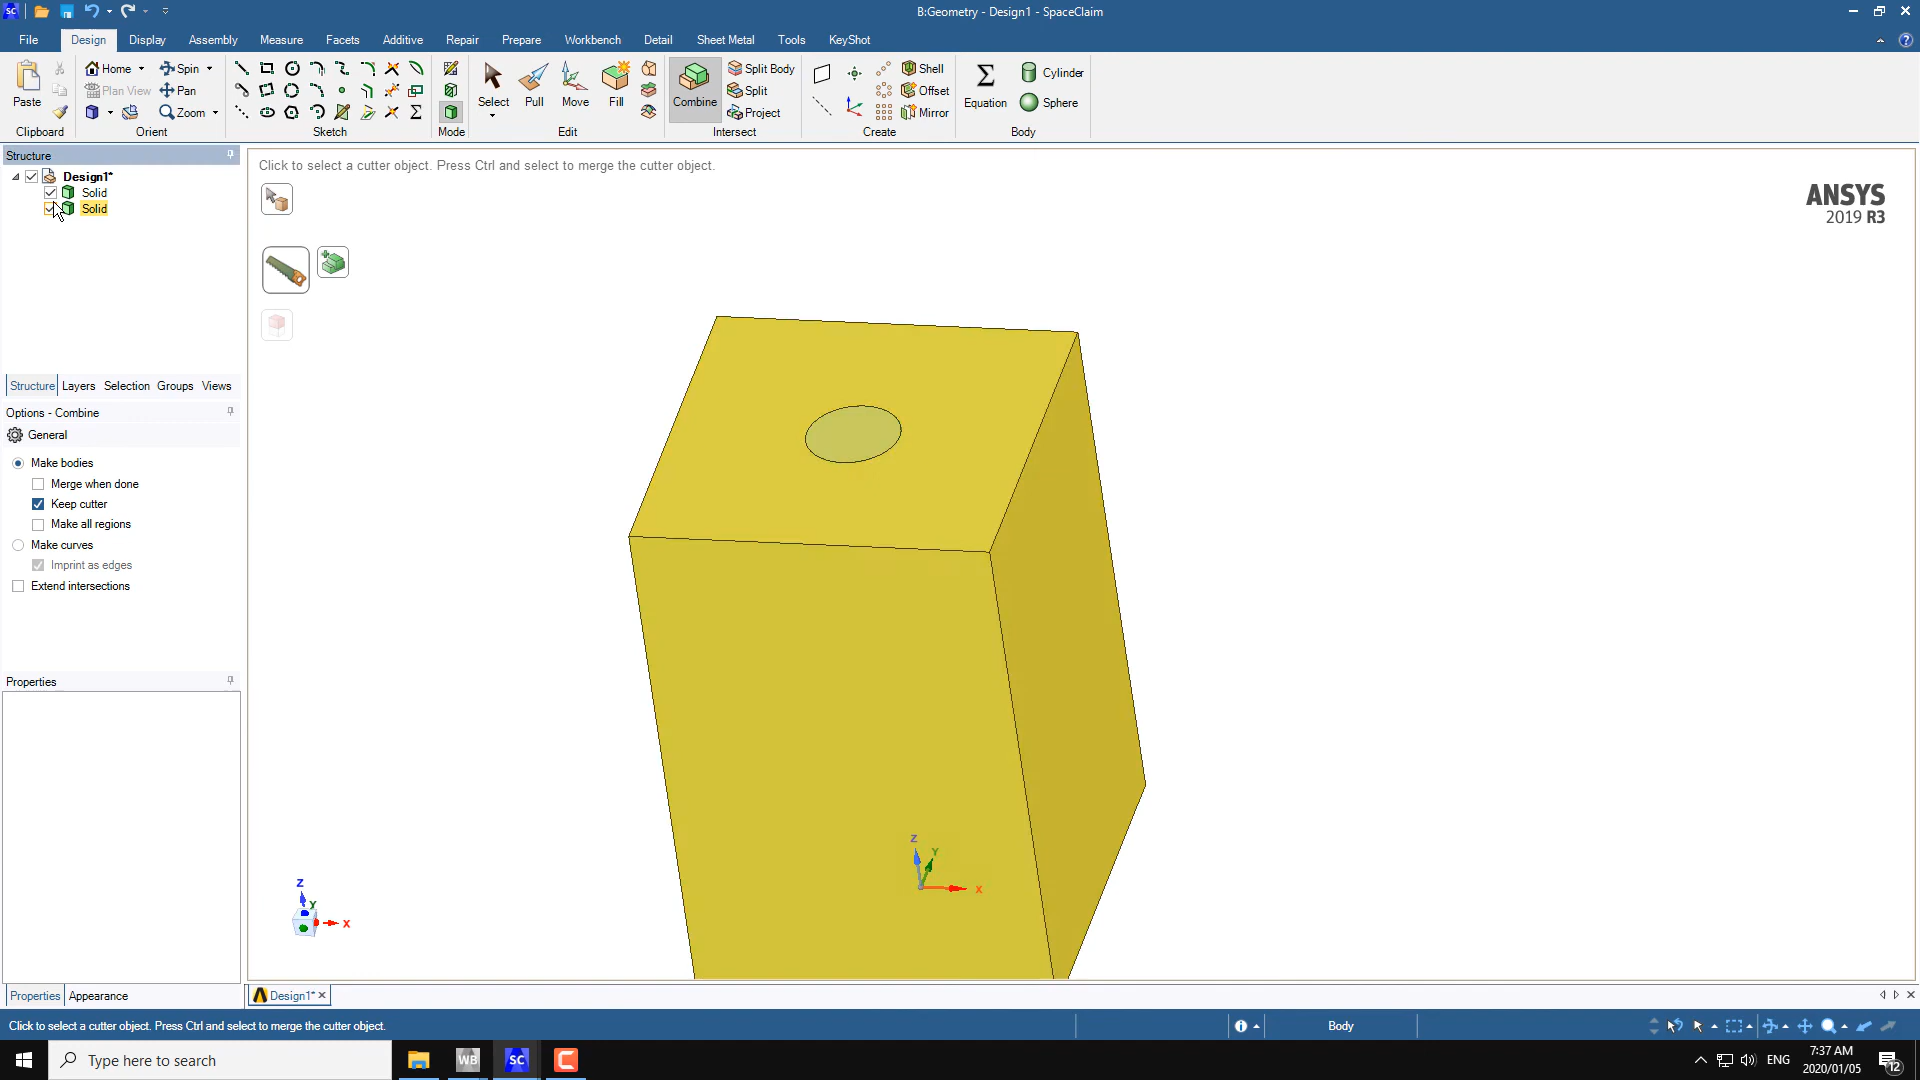 B:Geometry - Design1 - SpaceClaim
File Design Display Assembly Measure Facets Additive Repair Prepare Workbench Detail Sheet Metal Tools KeyShot
Paste
Clipboard
Home Spin
Plan View Pan
Zoom
Orient
Sketch
Mode
Select Pull Move Fill
Edit
Combine
Split Body
Split
Project
Intersect
Shell
Offset
Mirror
Create
Equation
Cylinder
Sphere
Body
Structure
Design1*
Solid
Solid
Structure Layers Selection Groups Views
Options - Combine
General
Make bodies
Merge when done
Keep cutter
Make all regions
Make curves
Imprint as edges
Extend intersections
Properties
Properties Appearance
Click to select a cutter object. Press Ctrl and select to merge the cutter object.
ANSYS
2019 R3
Z
Y
X
Z
Y
X
Design1*
Click to select a cutter object. Press Ctrl and select to merge the cutter object.
Body
Type here to search
WB
SC
ENG
7:37 AM
2020/01/05
12